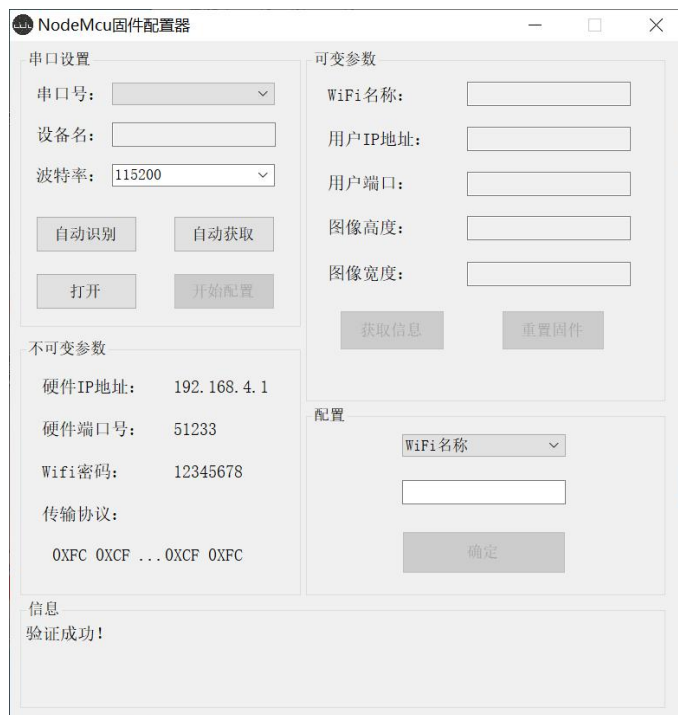 NodeMcu固件配置器
串口设置
串口号：
设备名：
波特率： 115200
自动识别 自动获取
打开 开始配置
可变参数
WiFi名称：
用户IP地址：
用户端口：
图像高度：
图像宽度：
获取信息 重置固件
不可变参数
硬件IP地址： 192.168.4.1
硬件端口号： 51233
Wifi密码： 12345678
传输协议：
0XFC 0XCF ...0XCF 0XFC
配置
WiFi名称
确定
信息
验证成功！